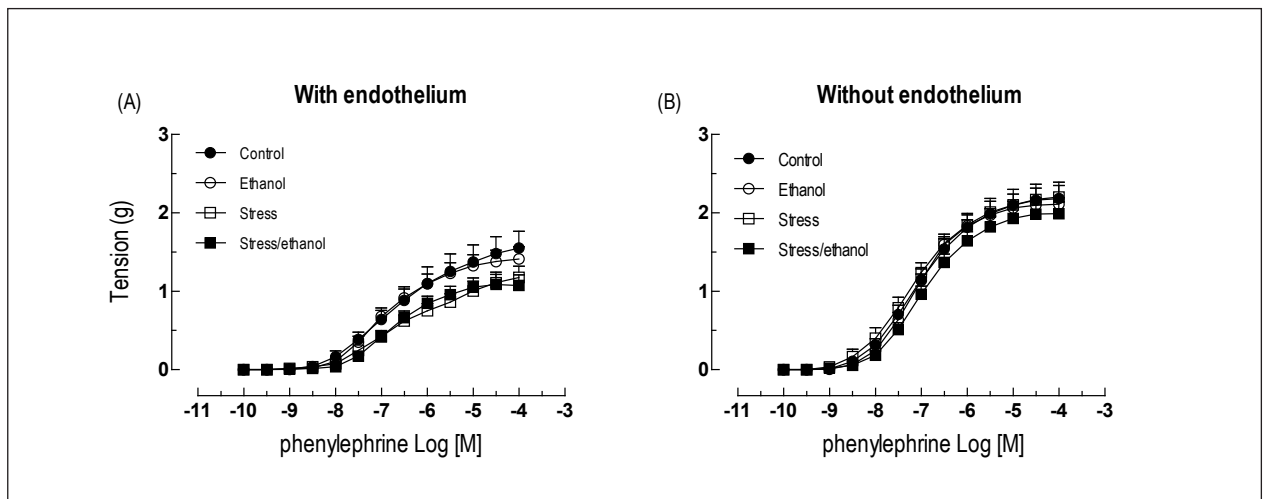 (A) With endothelium
3
2
1
0
Tension (g)
Control
Ethanol
Stress
Stress/ethanol
-11 -10 -9 -8 -7 -6 -5 -4 -3
phenylephrine Log [M]
(B) Without endothelium
3
2
1
0
Control
Ethanol
Stress
Stress/ethanol
-11 -10 -9 -8 -7 -6 -5 -4 -3
phenylephrine Log [M]